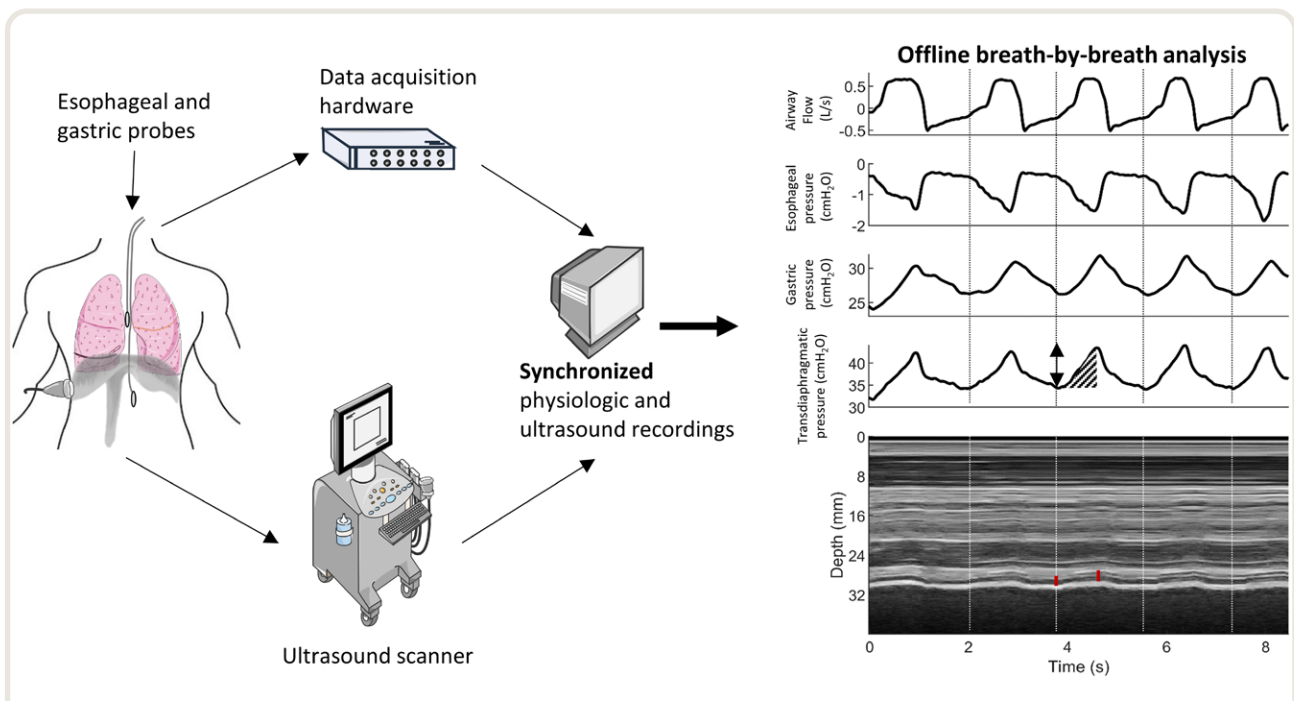 Esophageal and
gastric probes
Data acquisition
hardware
Synchronized
physiologic and
ultrasound recordings
Ultrasound scanner
Offline breath-by-breath analysis
Airway
Flow
(L/s)
0.5
0
-0.5
Esophageal
pressure
(cmH₂O)
0
-1
-2
Gastric
pressure
(cmH₂O)
30
25
Transdiaphragmatic
pressure (cmH₂O)
40
35
30
Depth (mm)
0
8
16
24
32
0 2 4 6 8
Time (s)